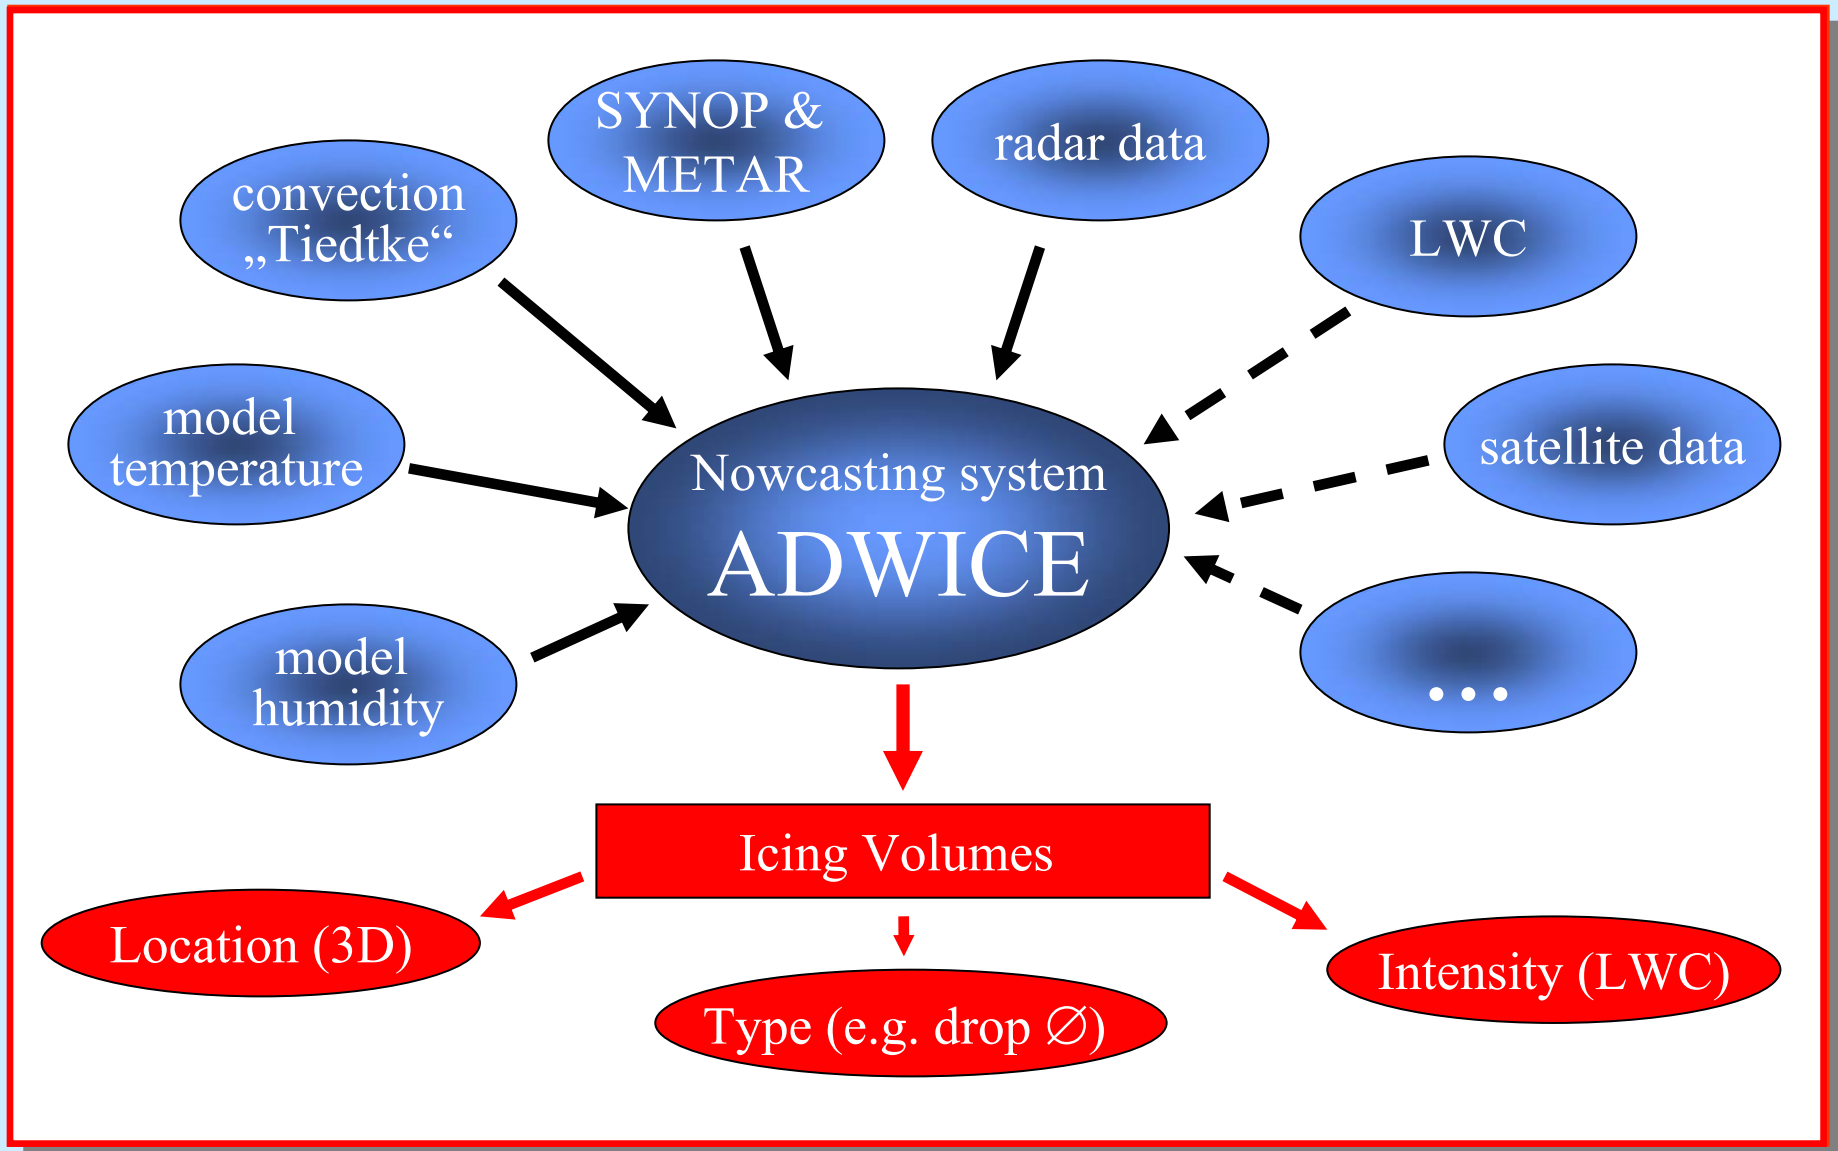 SYNOP &
METAR
radar data
convection
„Tiedtke“
LWC
model
temperature
satellite data
Nowcasting system
ADWICE
model
humidity
...
Icing Volumes
Location (3D)
Intensity (LWC)
Type (e.g. drop ∅)